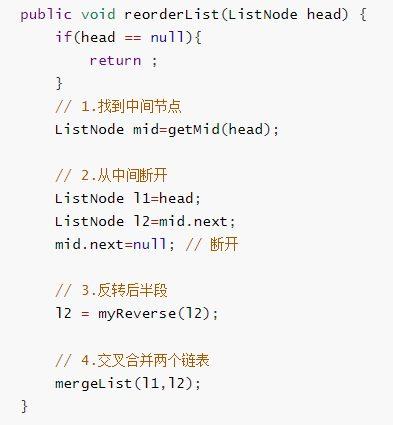 public void reorderList(ListNode head) {
    if(head == null){
        return ;
    }
    // 1.找到中间节点
    ListNode mid=getMid(head);
    // 2.从中间断开
    ListNode l1=head;
    ListNode l2=mid.next;
    mid.next=null; // 断开
    // 3.反转后半段
    l2 = myReverse(l2);
    // 4.交叉合并两个链表
    mergeList(l1,l2);
}